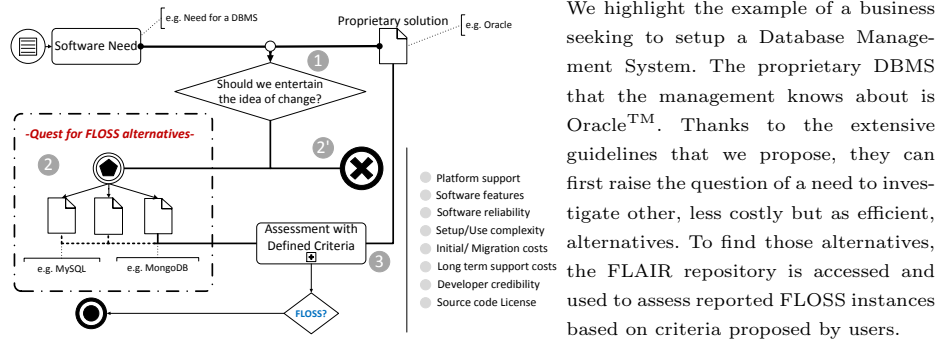 e.g. Need for a DBMS
Software Need
Proprietary solution
e.g. Oracle
1
Should we entertain
the idea of change?
-Quest for FLOSS alternatives-
2
2'
Assessment with
Defined Criteria
3
e.g. MySQL
e.g. MongoDB
FLOSS?
Platform support
Software features
Software reliability
Setup/Use complexity
Initial/ Migration costs
Long term support costs
Developer credibility
Source code License
We highlight the example of a business
seeking to setup a Database Manage-
ment System. The proprietary DBMS
that the management knows about is
Oracle™. Thanks to the extensive
guidelines that we propose, they can
first raise the question of a need to inves-
tigate other, less costly but as efficient,
alternatives. To find those alternatives,
the FLAIR repository is accessed and
used to assess reported FLOSS instances
based on criteria proposed by users.